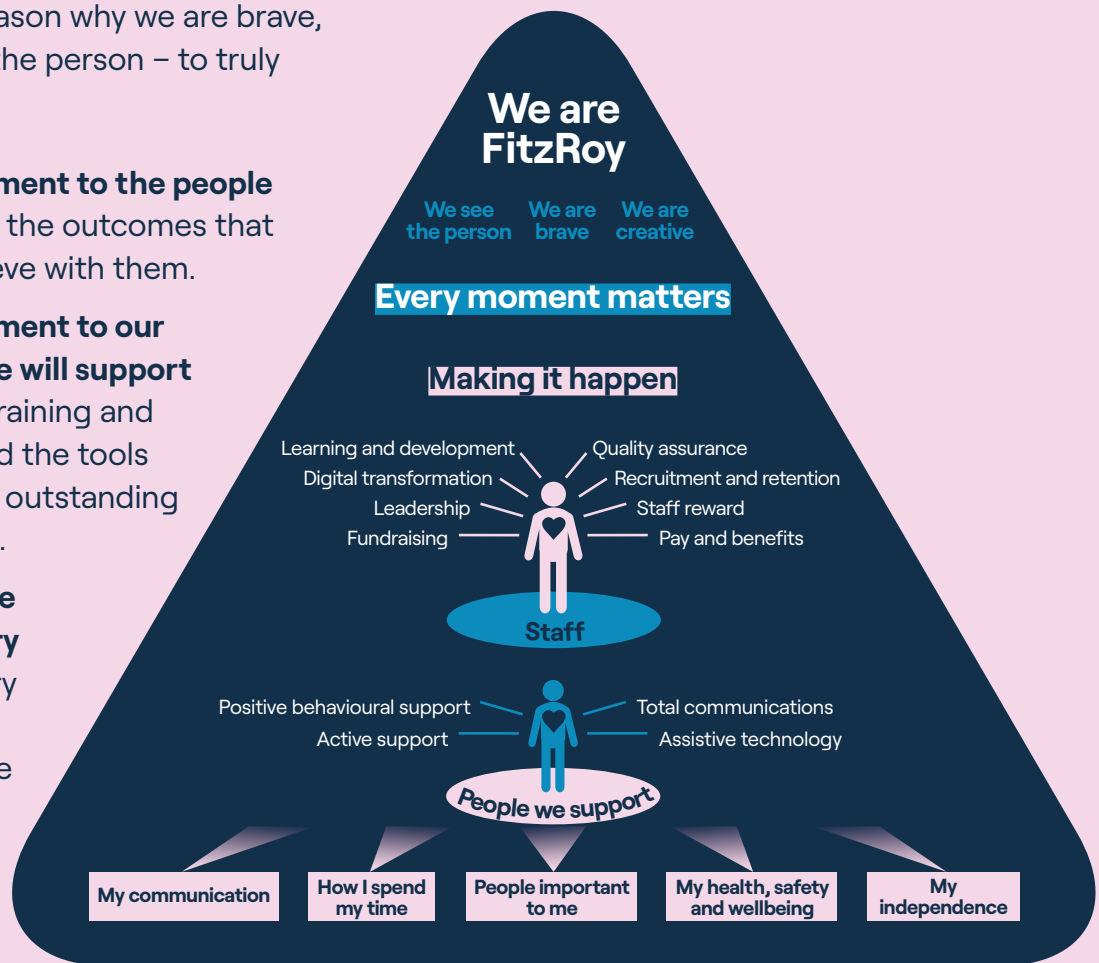 ason why we are brave,
the person – to truly
ment to the people
the outcomes that
eve with them.
ment to our
e will support
raining and
d the tools
outstanding
.
e
ry
ry
e
We are
FitzRoy
We see
the person
We are
brave
We are
creative
Every moment matters
Making it happen
Learning and development
Digital transformation
Leadership
Fundraising
Quality assurance
Recruitment and retention
Staff reward
Pay and benefits
Staff
Positive behavioural support
Active support
Total communications
Assistive technology
People we support
My communication
How I spend
my time
People important
to me
My health, safety
and wellbeing
My
independence